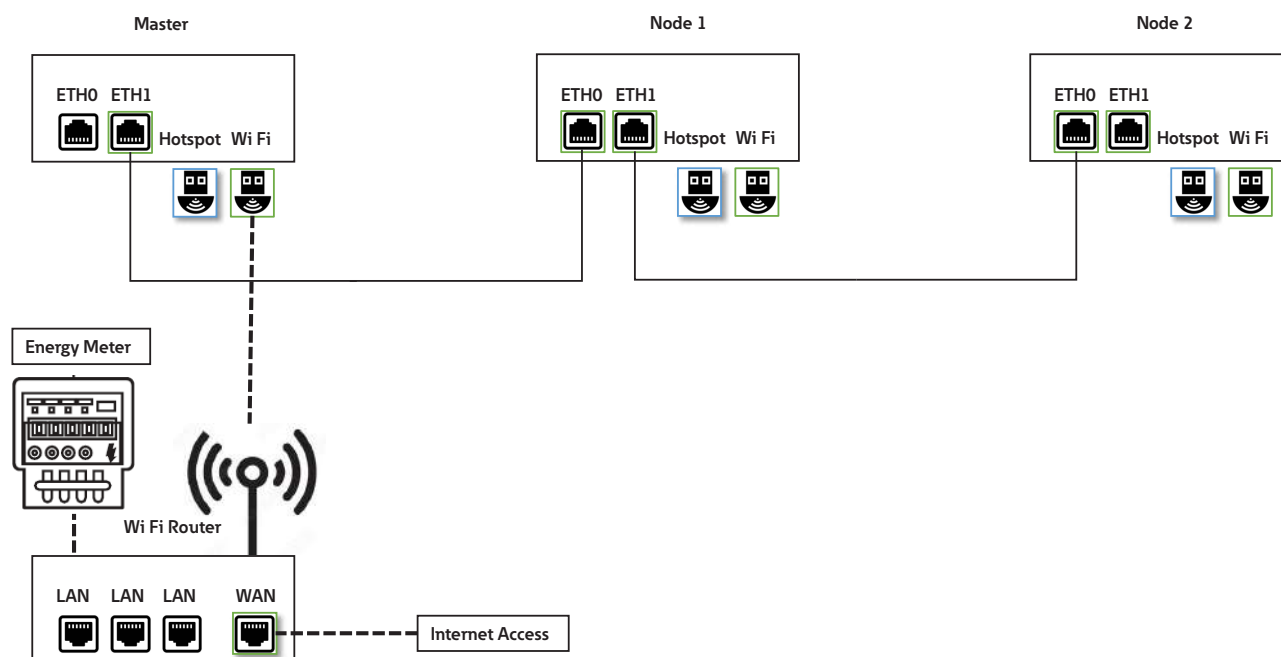 Master Node 1 Node 2
ETH0 ETH1 ETH0 ETH1 ETH0 ETH1
Hotspot Wi Fi Hotspot Wi Fi Hotspot Wi Fi
Energy Meter
Wi Fi Router
LAN LAN LAN WAN
Internet Access